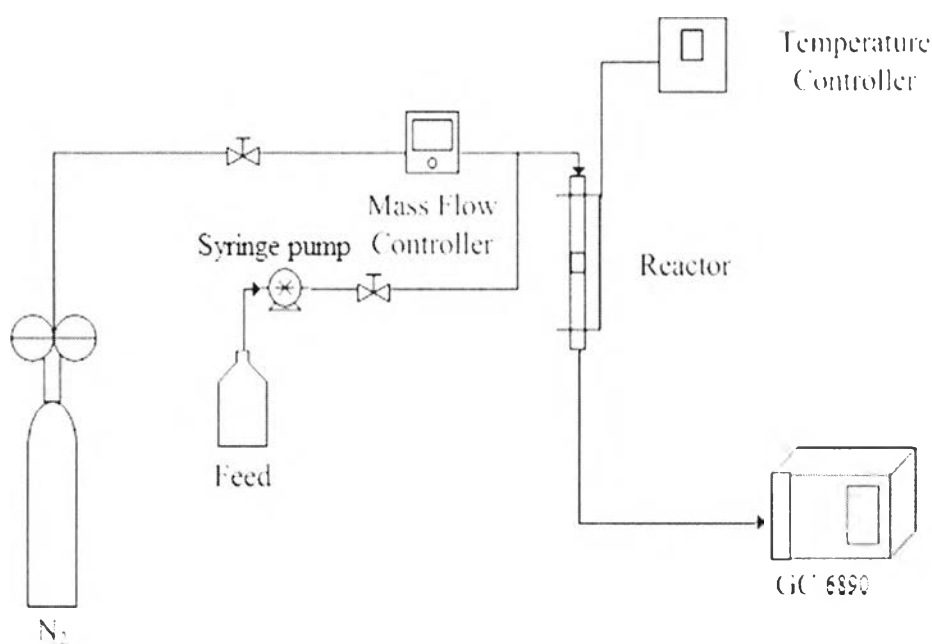 Temperature
Controller
Mass Flow
Controller
Syringe pump
Reactor
Feed
GC 6890
N₂